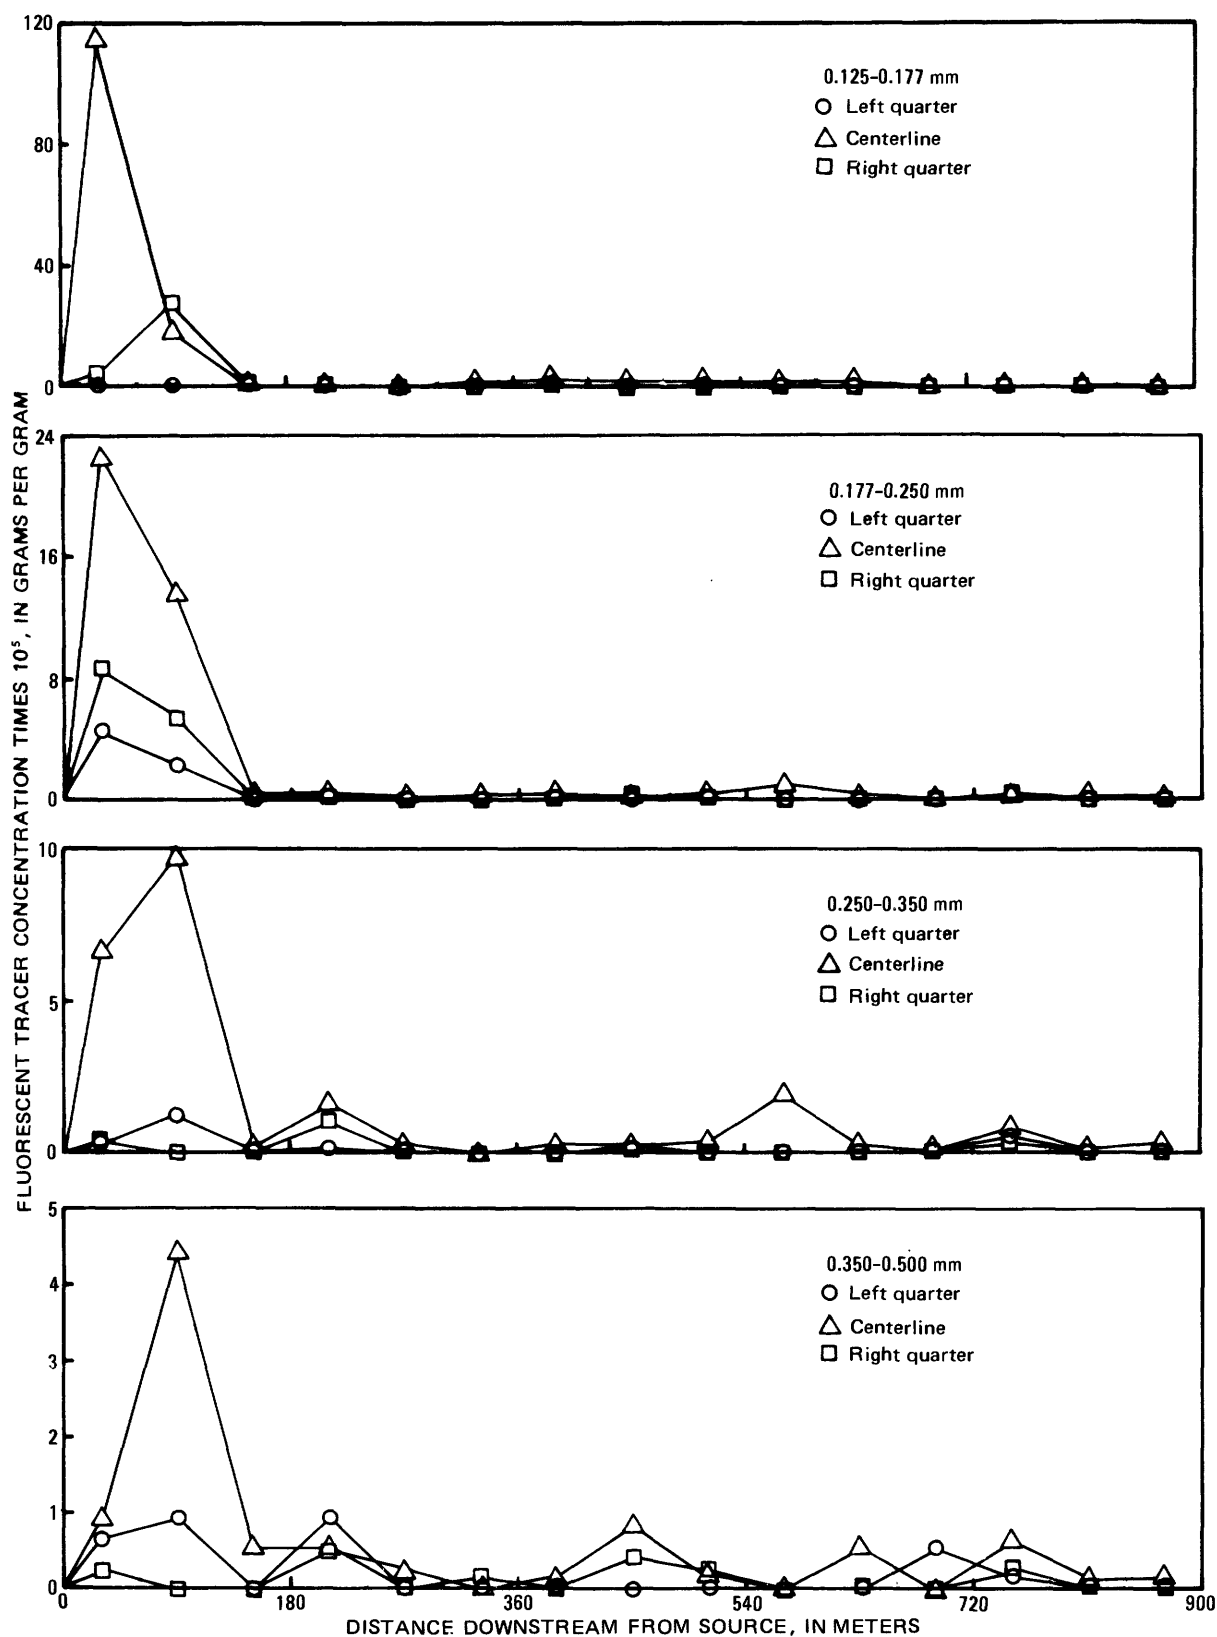 FLUORESCENT TRACER CONCENTRATION TIMES 10⁵, IN GRAMS PER GRAM
120
80
40
0
0.125-0.177 mm
Left quarter
Centerline
Right quarter
24
16
8
0
0.177-0.250 mm
Left quarter
Centerline
Right quarter
10
5
0
0.250-0.350 mm
Left quarter
Centerline
Right quarter
5
4
3
2
1
0
0.350-0.500 mm
Left quarter
Centerline
Right quarter
0 180 360 540 720 900
DISTANCE DOWNSTREAM FROM SOURCE, IN METERS